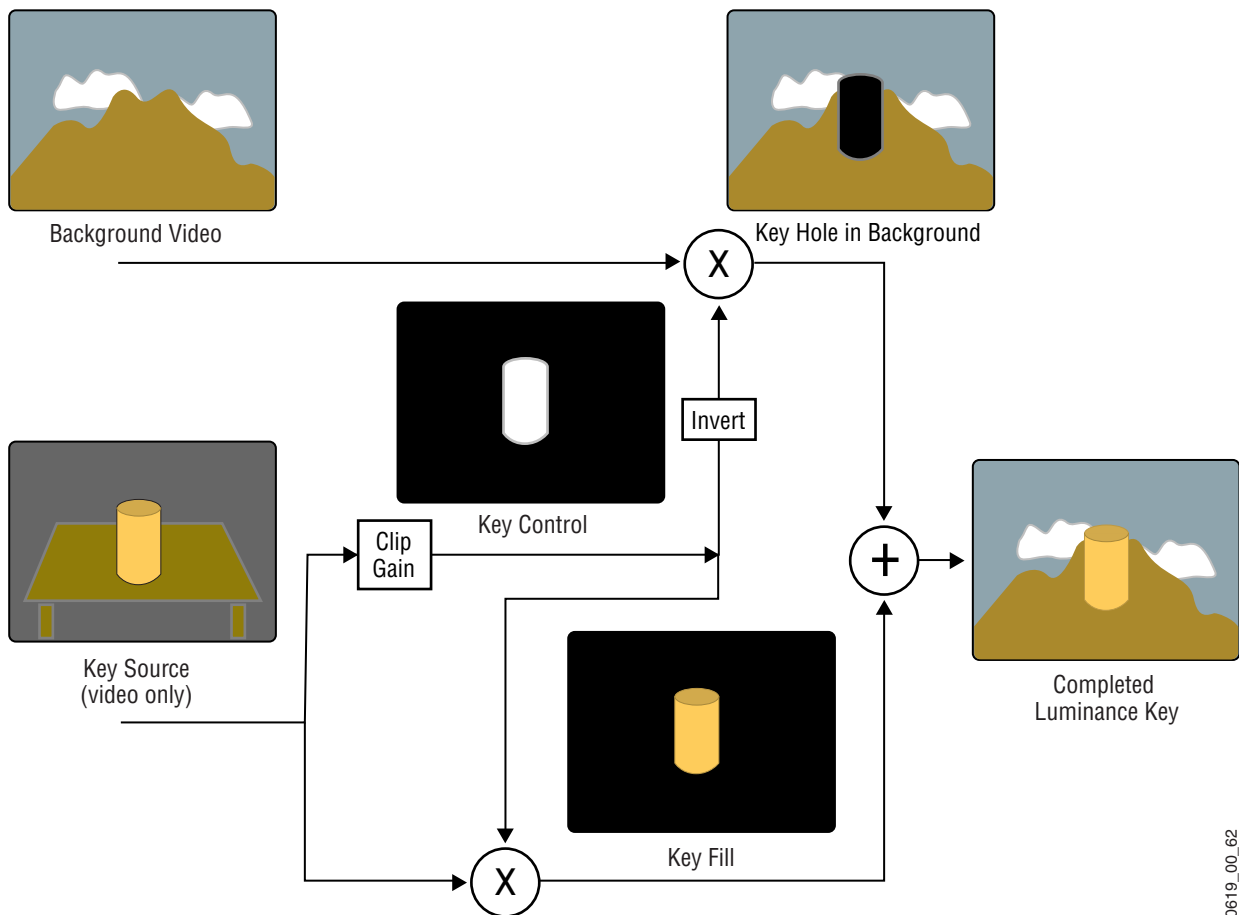 Background Video
Key Hole in Background
X
Invert
Key Control
Clip
Gain
Key Source
(video only)
+
Completed
Luminance Key
Key Fill
X
0619_00_62